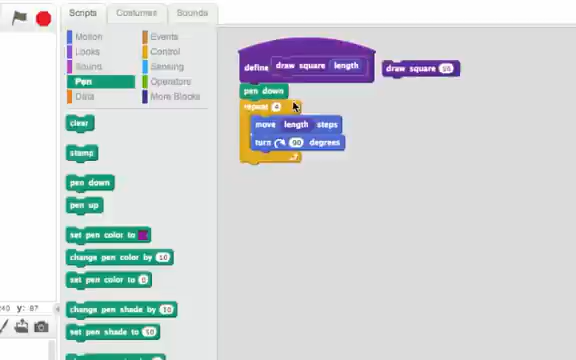 Scripts Costumes Sounds
Motion Events
Looks Control
Sound Sensing
Pen Operators
Data More Blocks
clear
stamp
pen down
pen up
set pen color to
change pen color by 10
set pen color to 0
change pen shade by 10
set pen shade to 50
define draw square length
pen down
repeat 4
move length steps
turn 90 degrees
draw square
y: 87